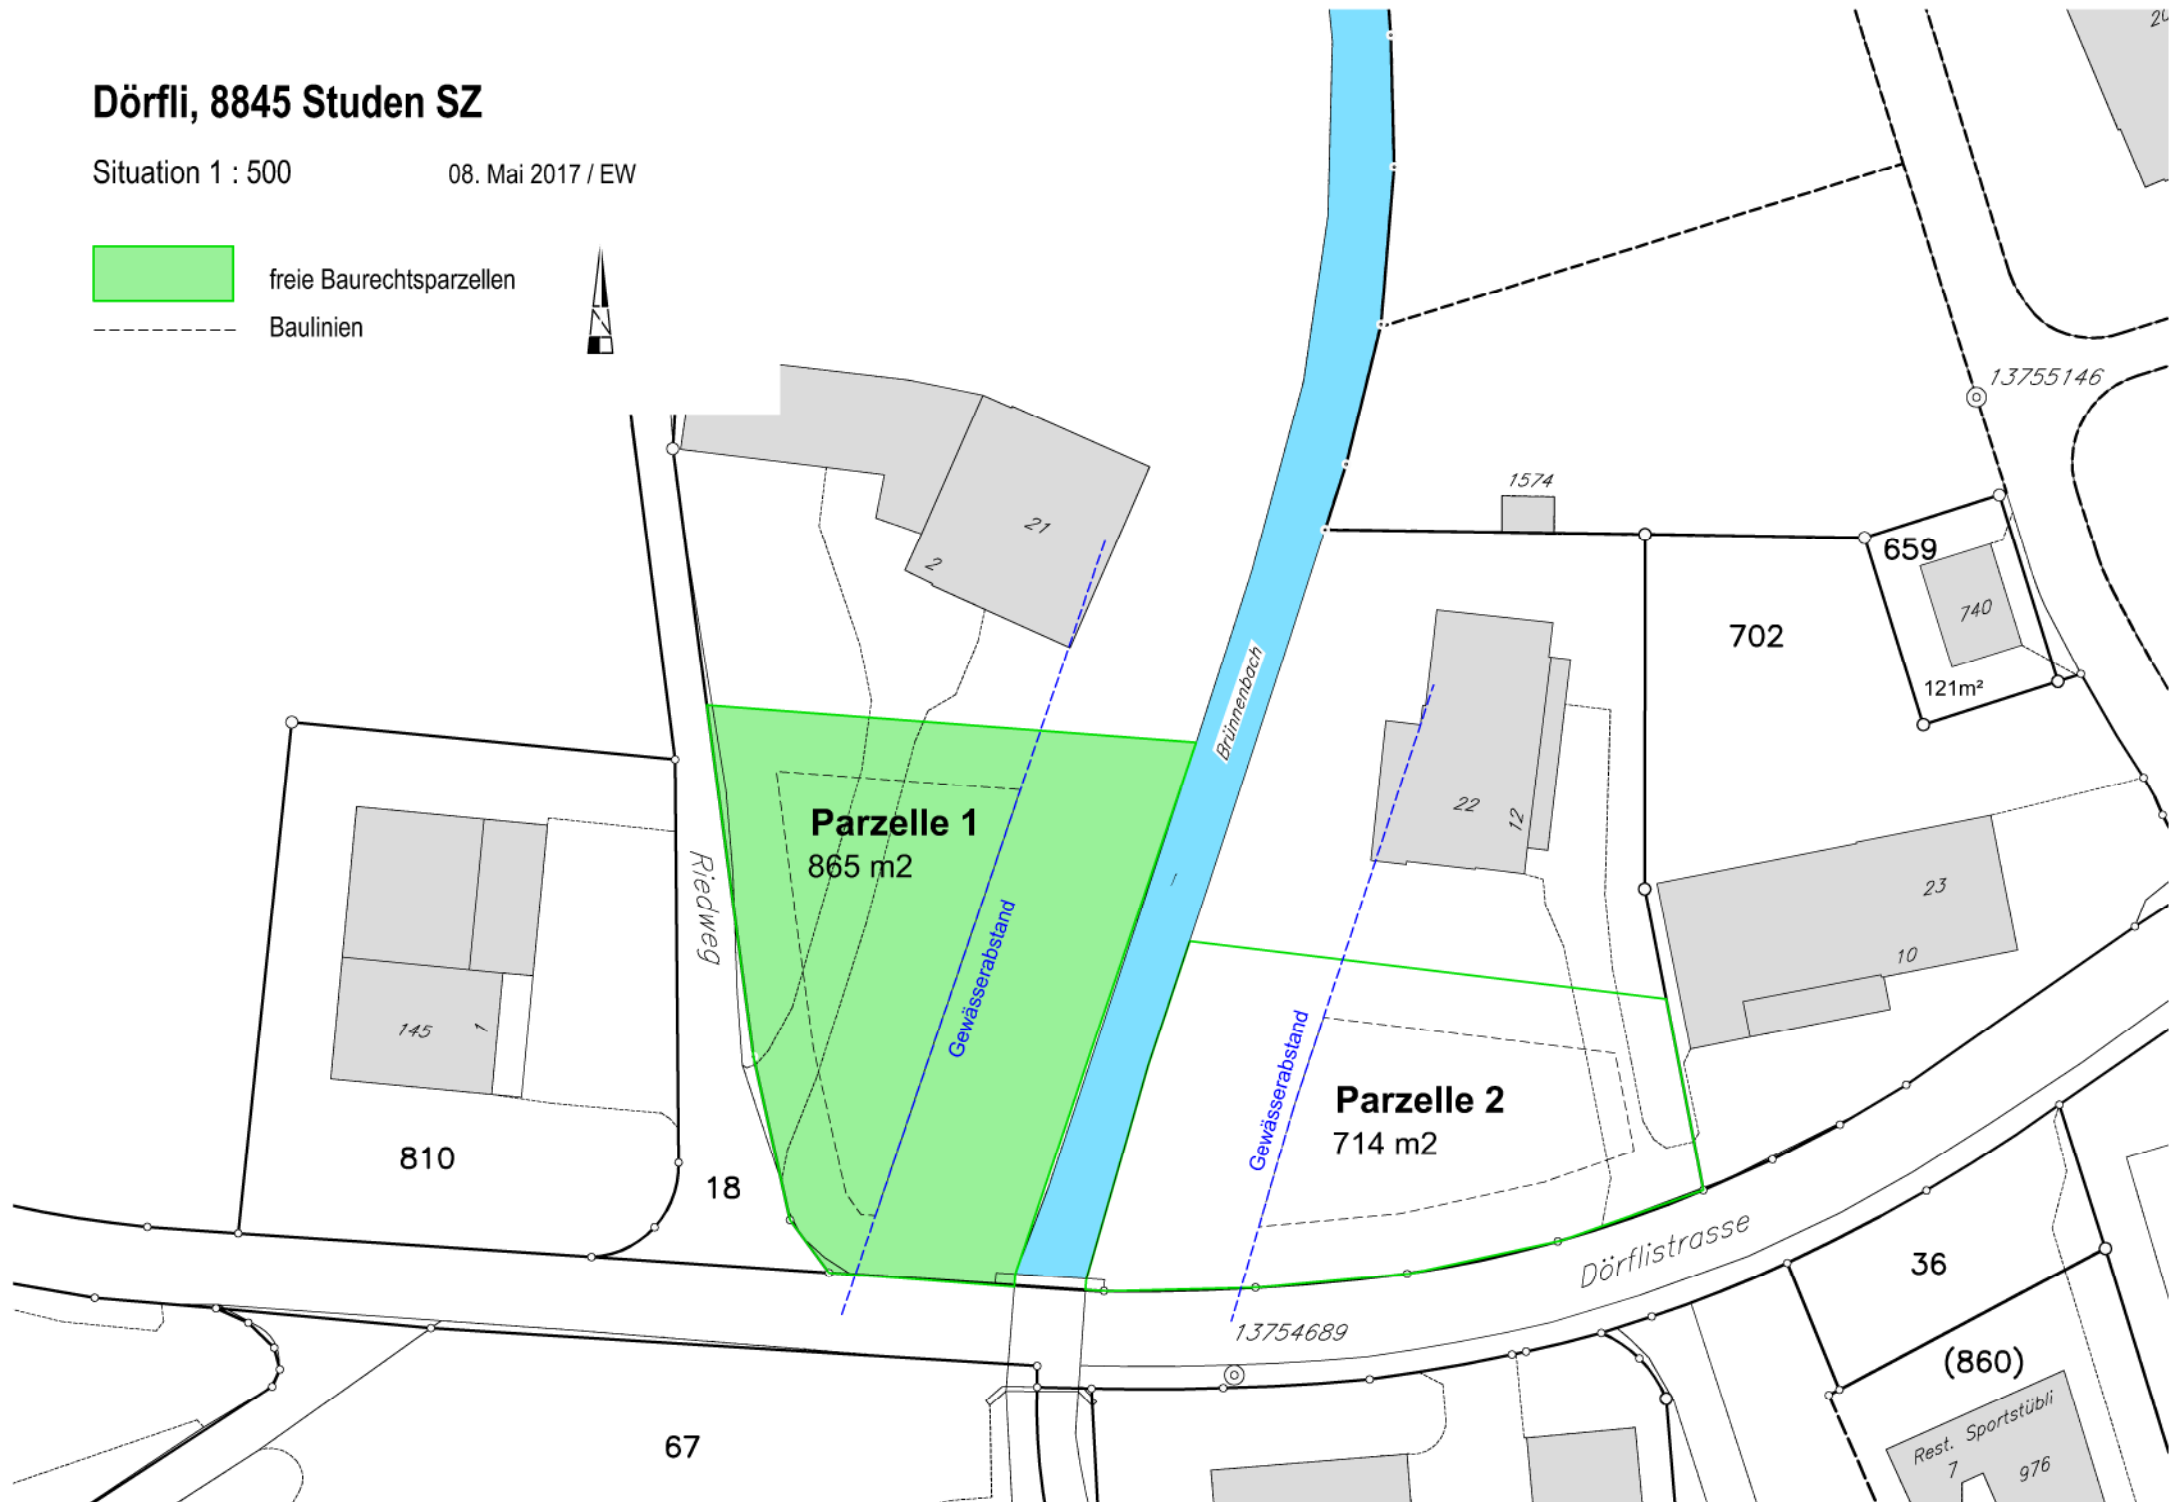 Dörfli, 8845 Studen SZ
Situation 1 : 500
08. Mai 2017 / EW
freie Baurechtsparzellen
Baulinien
13755146
1574
21
2
659
740
702
121m²
Brünnenbach
22
12
Parzelle 1
865 m2
Riedweg
23
10
Gewässerabstand
145
1
Gewässerabstand
Parzelle 2
714 m2
810
18
Dörflistrasse
36
13754689
(860)
67
Rest. Sportstübli
7
976